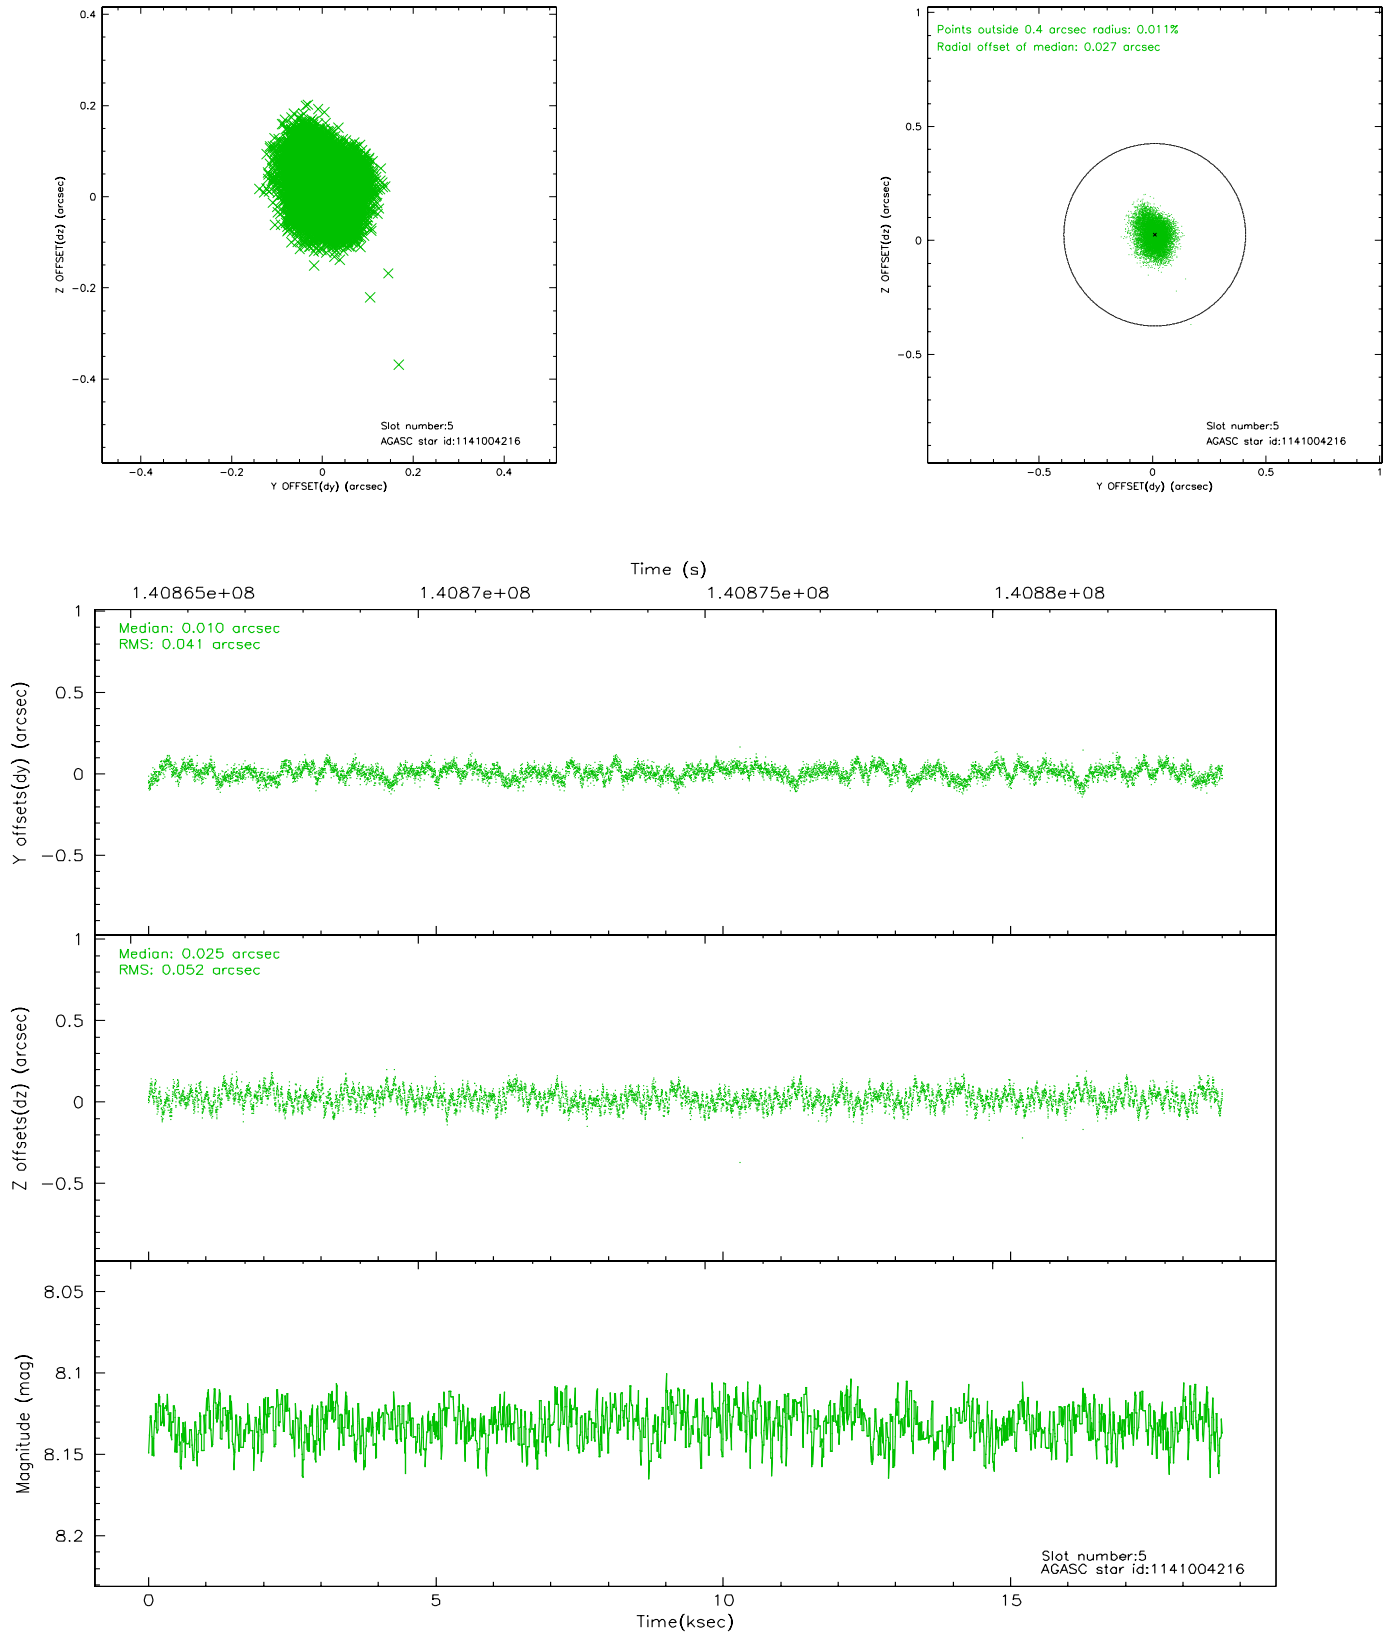 0.4
0.2
0
−0.2
−0.4
Z OFFSET(dz) (arcsec)
Slot number:5
AGASC star id:1141004216
−0.4 −0.2 0 0.2 0.4
Y OFFSET(dy) (arcsec)
Points outside 0.4 arcsec radius: 0.011%
Radial offset of median: 0.027 arcsec
1
0.5
0
−0.5
Z OFFSET(dz) (arcsec)
Slot number:5
AGASC star id:1141004216
−0.5 0 0.5 1
Y OFFSET(dy) (arcsec)
Time (s)
1.40865e+08 1.4087e+08 1.40875e+08 1.4088e+08
Median: 0.010 arcsec
RMS: 0.041 arcsec
1
0.5
0
−0.5
Y offsets(dy) (arcsec)
Median: 0.025 arcsec
RMS: 0.052 arcsec
1
0.5
0
−0.5
Z offsets(dz) (arcsec)
8.05
8.1
8.15
8.2
Magnitude (mag)
Slot number:5
AGASC star id:1141004216
0 5 10 15
Time(ksec)